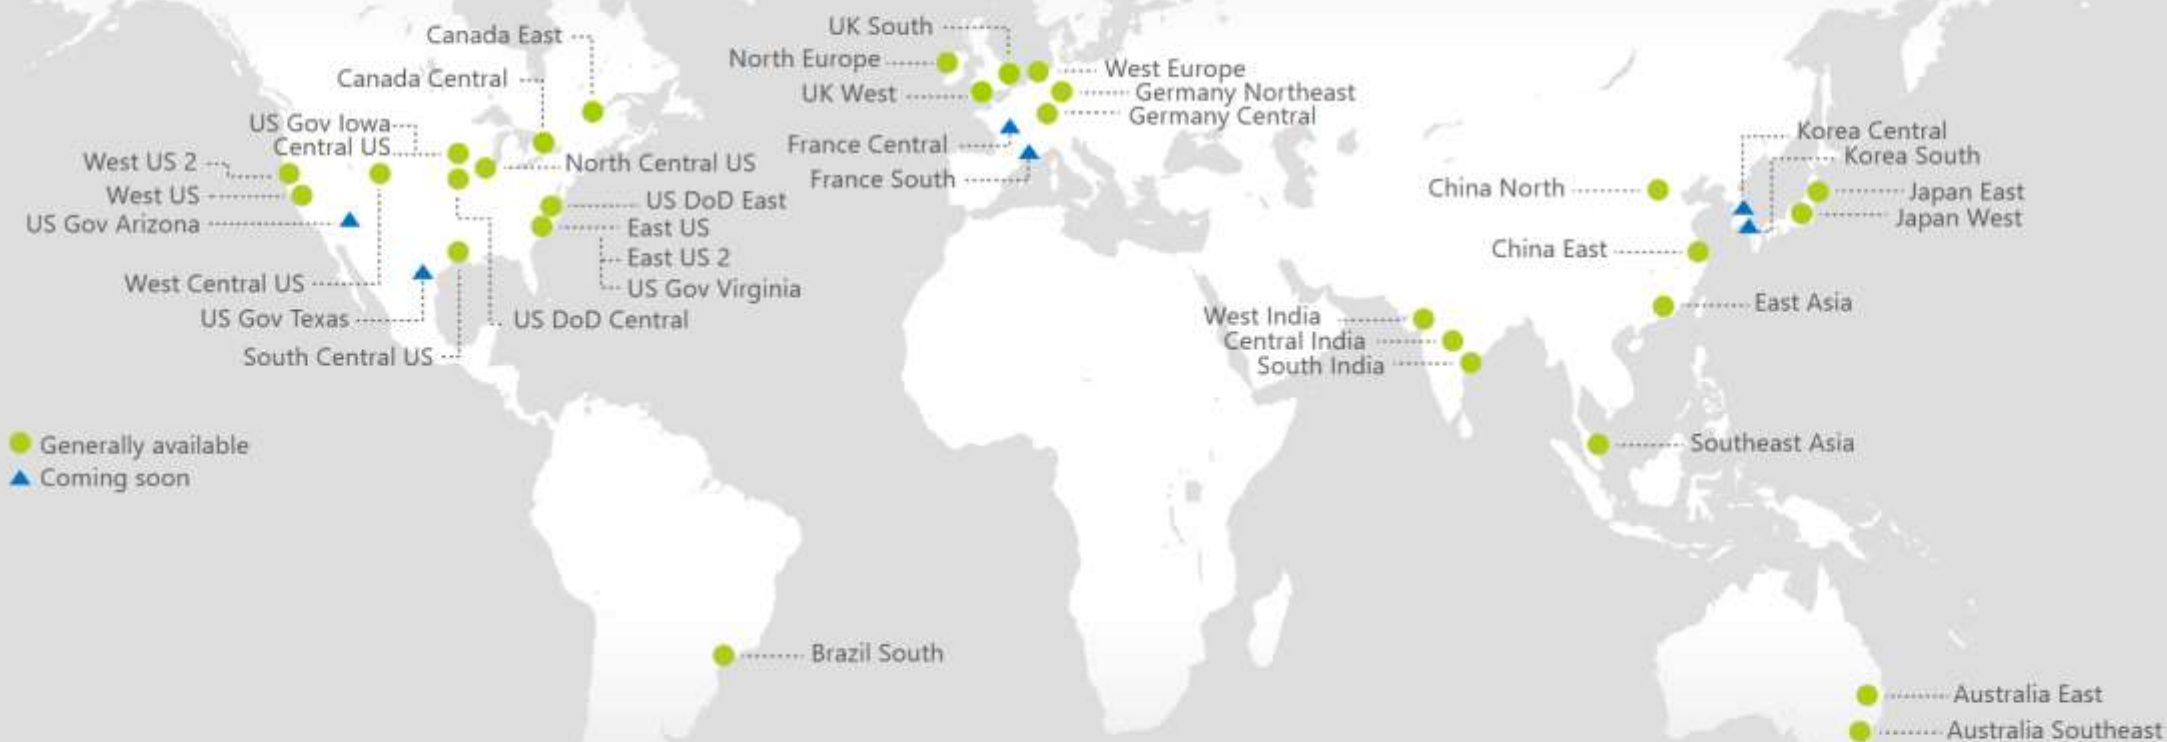 UK South
Canada East
North Europe
West Europe
Canada Central
UK West
Germany Northeast
Germany Central
US Gov Iowa
Central US
France Central
Korea Central
West US 2
North Central US
Korea South
France South
China North
West US
US DoD East
Japan East
US Gov Arizona
East US
Japan West
China East
East US 2
West Central US
US Gov Virginia
East Asia
US Gov Texas
US DoD Central
West India
Central India
South Central US
South India
Generally available
Southeast Asia
Coming soon
Brazil South
Australia East
Australia Southeast